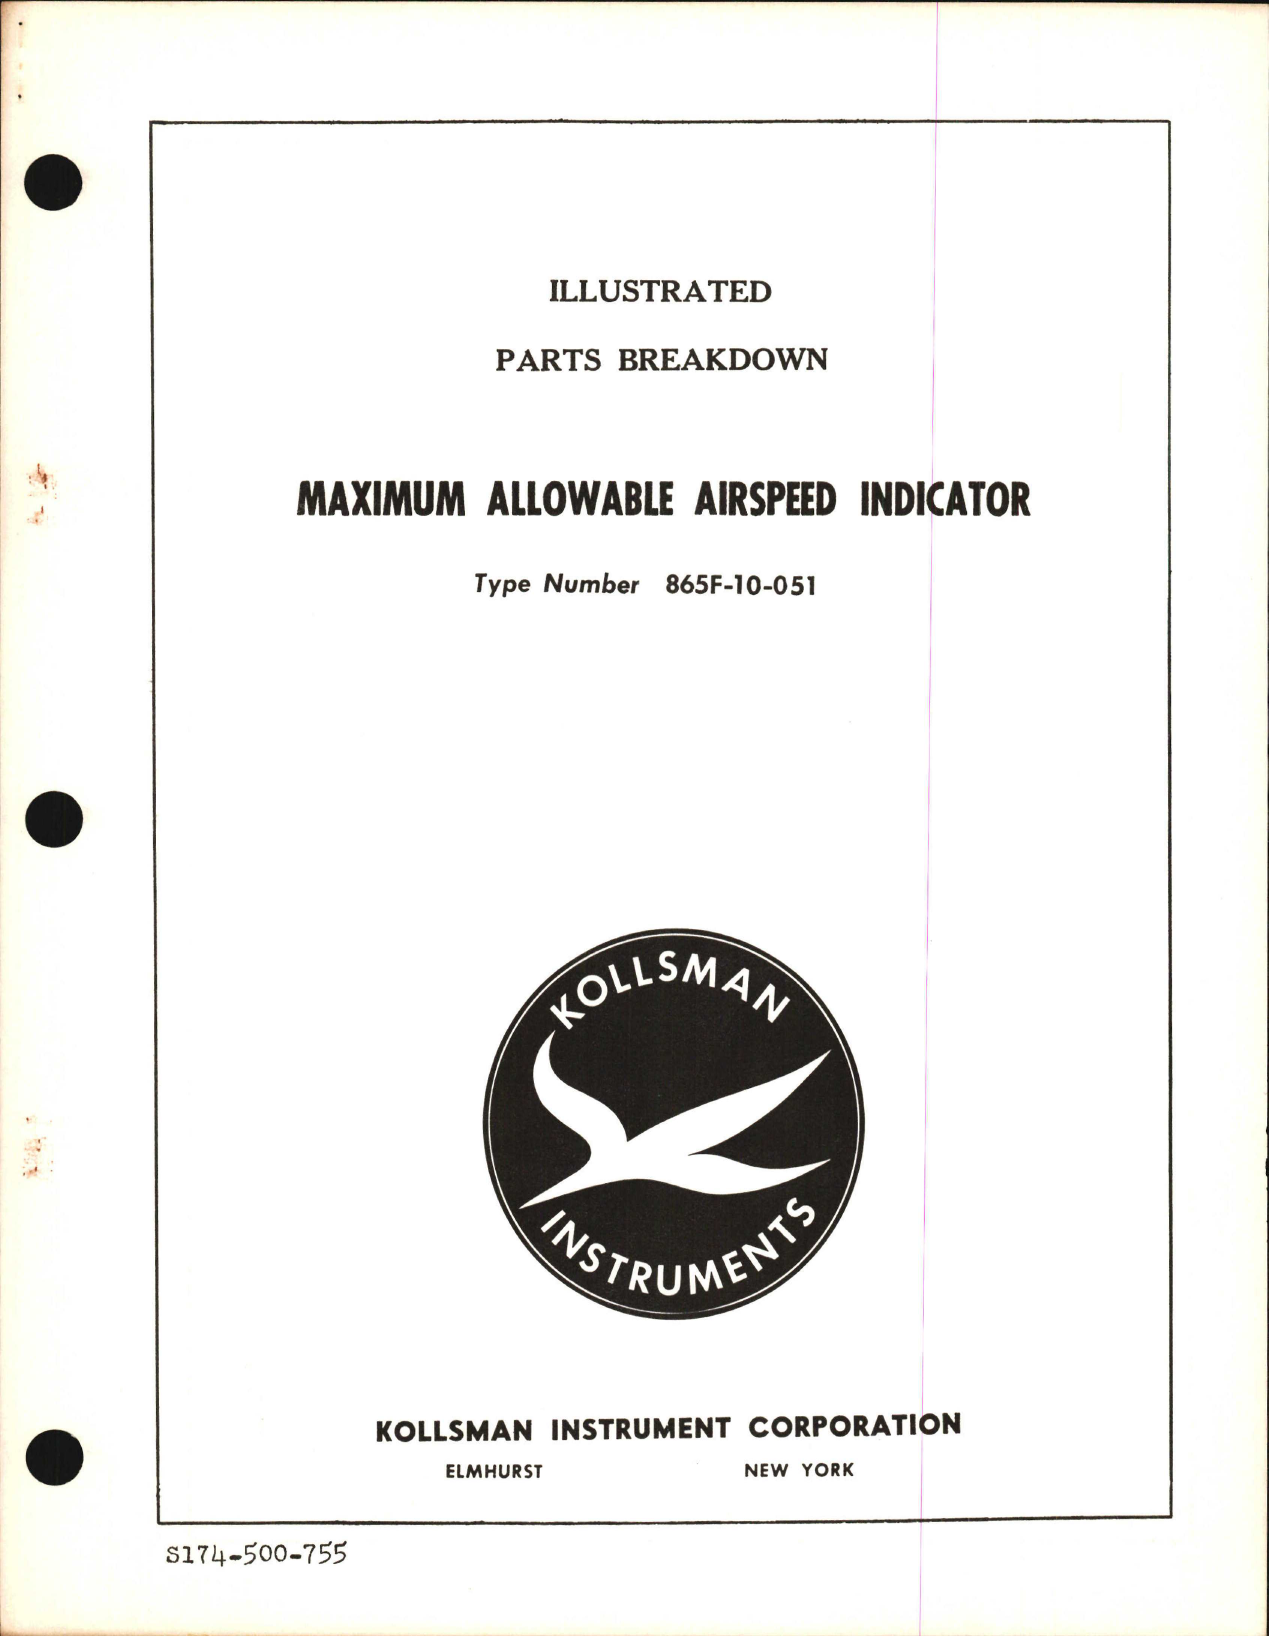 ILLUSTRATED
PARTS BREAKDOWN
MAXIMUM ALLOWABLE AIRSPEED INDICATOR
Type Number 865F-10-051
KOLLSMAN
INSTRUMENTS
KOLLSMAN INSTRUMENT CORPORATION
ELMHURST NEW YORK
S174-500-755